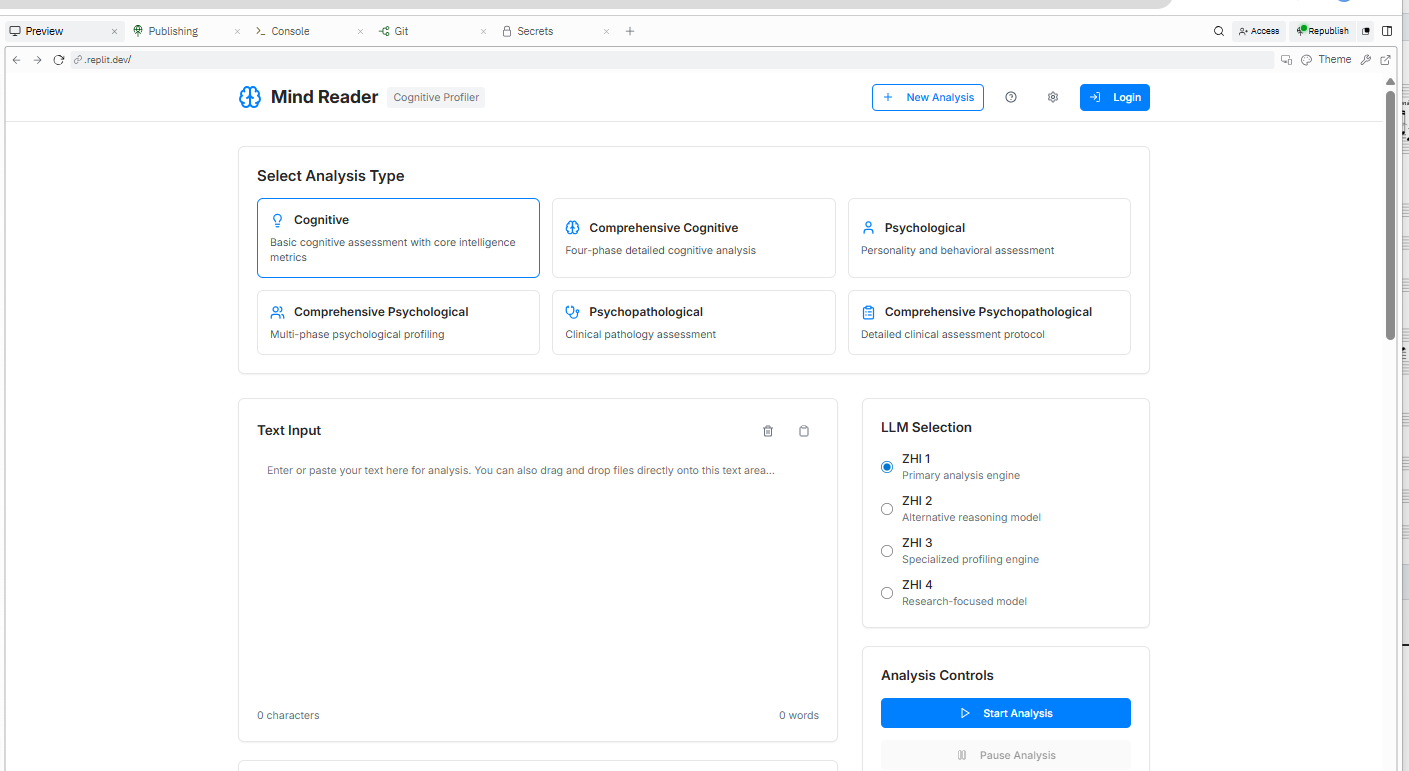 Preview
Publishing
Console
Git
Secrets
Access
Republish
.replit.dev/
Theme
Mind Reader
Cognitive Profiler
New Analysis
Login
Select Analysis Type
Cognitive
Basic cognitive assessment with core intelligence
metrics
Comprehensive Cognitive
Four-phase detailed cognitive analysis
Psychological
Personality and behavioral assessment
Comprehensive Psychological
Multi-phase psychological profiling
Psychopathological
Clinical pathology assessment
Comprehensive Psychopathological
Detailed clinical assessment protocol
Text Input
Enter or paste your text here for analysis. You can also drag and drop files directly onto this text area...
0 characters
0 words
LLM Selection
ZHI 1
Primary analysis engine
ZHI 2
Alternative reasoning model
ZHI 3
Specialized profiling engine
ZHI 4
Research-focused model
Analysis Controls
Start Analysis
Pause Analysis